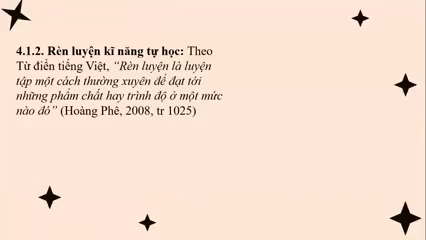 4.1.2. Rèn luyện kĩ năng tự học: Theo
Từ điển tiếng Việt, “Rèn luyện là luyện
tập một cách thường xuyên để đạt tới
những phẩm chất hay trình độ ở một mức
nào đó” (Hoàng Phê, 2008, tr 1025)